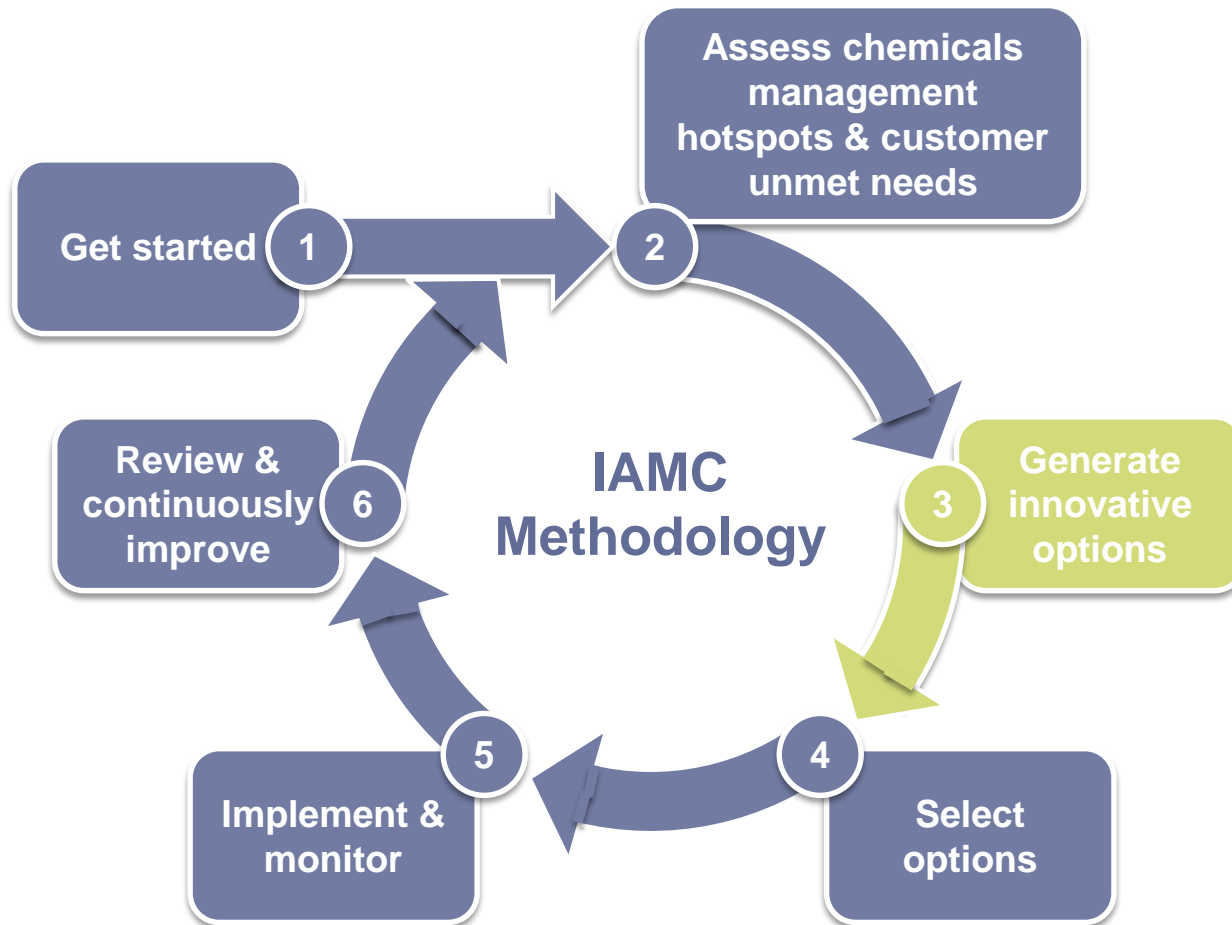 Get started
1
Assess chemicals
management
hotspots & customer
unmet needs
2
Generate
innovative
options
3
Select
options
4
Implement &
monitor
5
Review &
continuously
improve
6
IAMC
Methodology